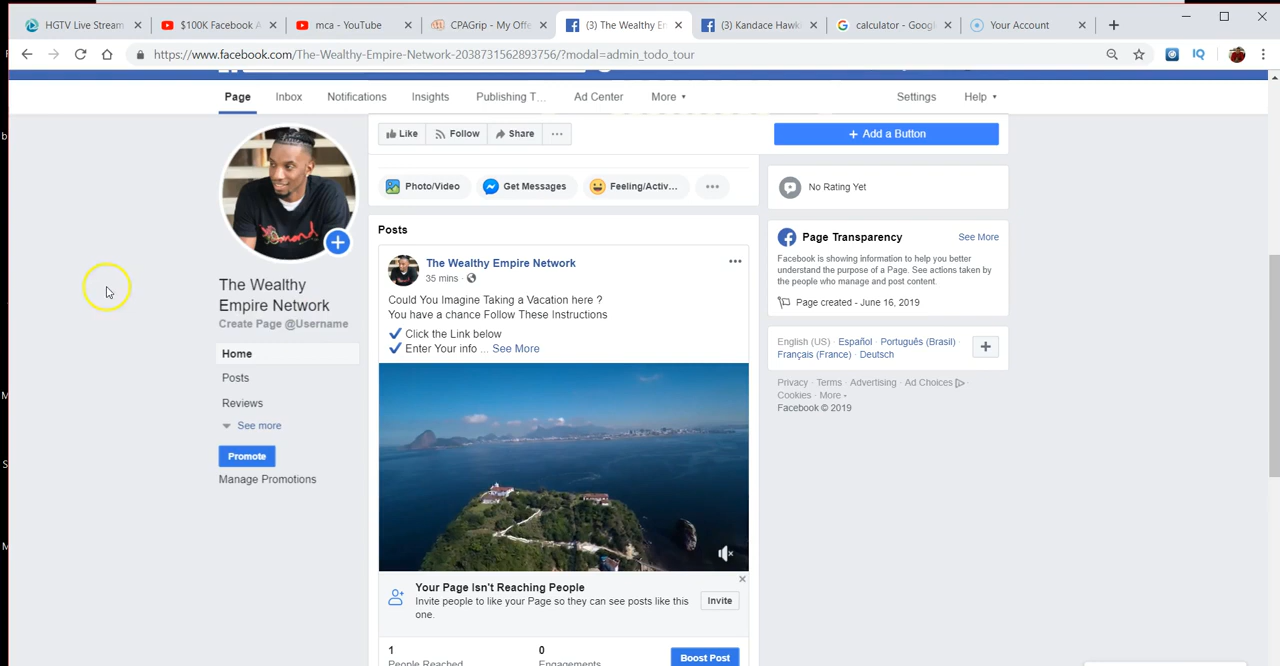 HGTV Live Stream
$100K Facebook A
mca - YouTube
CPAGrip - My Offe
(3) The Wealthy E
(3) Kandace Hawk
calculator - Googl
Your Account
https://www.facebook.com/The-Wealthy-Empire-Network-2038731562893756/?modal=admin_todo_tour
IQ
Page
Inbox
Notifications
Insights
Publishing T...
Ad Center
More
Settings
Help
Like
Follow
Share
+ Add a Button
Photo/Video
Get Messages
Feeling/Activ...
No Rating Yet
Posts
Page Transparency
See More
Facebook is showing information to help you better
understand the purpose of a Page. See actions taken by
the people who manage and post content.
Page created - June 16, 2019
The Wealthy Empire Network
35 mins ·
Could You Imagine Taking a Vacation here ?
You have a chance Follow These Instructions
Click the Link below
Enter Your info ... See More
The Wealthy
Empire Network
Create Page @Username
Home
Posts
Reviews
See more
Promote
Manage Promotions
English (US) · Español · Português (Brasil) ·
Français (France) · Deutsch
Privacy · Terms · Advertising · Ad Choices ·
Cookies · More
Facebook © 2019
Your Page Isn't Reaching People
Invite people to like your Page so they can see posts like this
one.
Invite
1
People Reached
0
Engagements
Boost Post